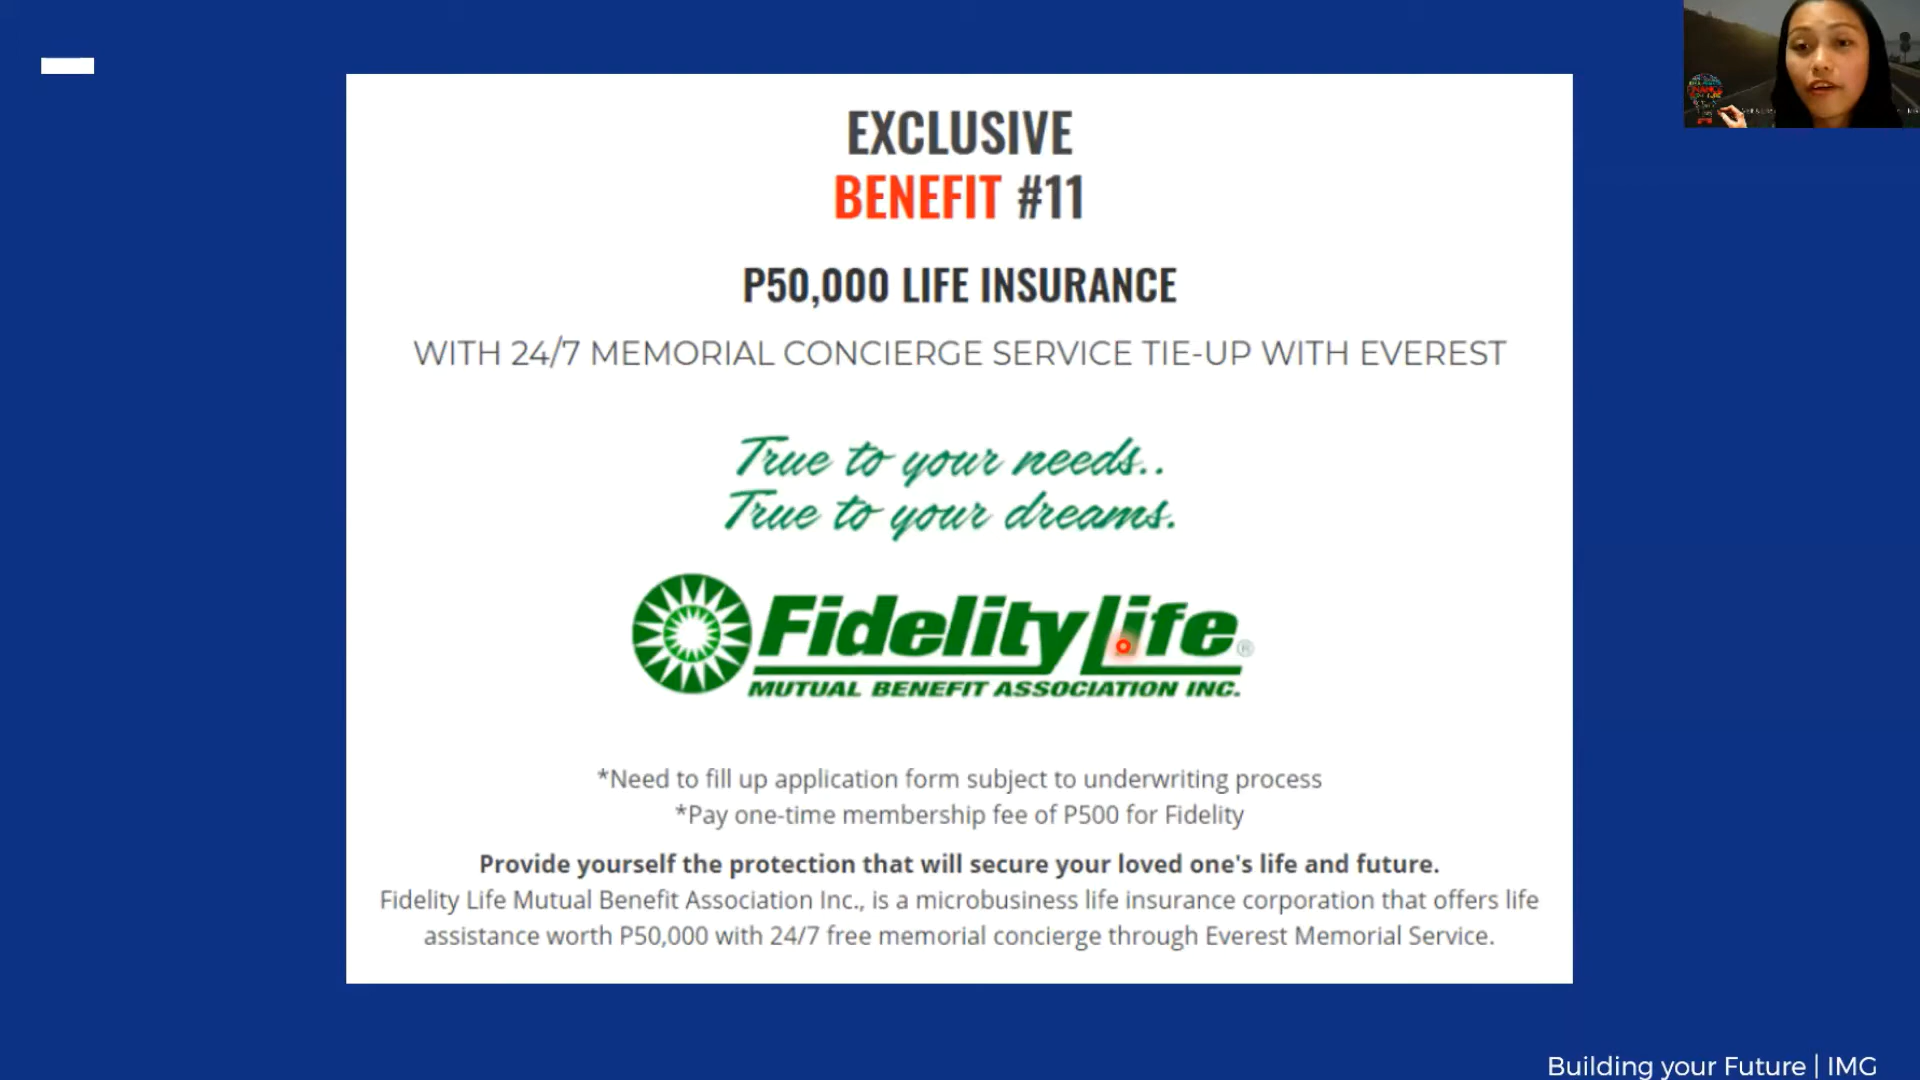 EXCLUSIVE
BENEFIT #11
P50,000 LIFE INSURANCE
WITH 24/7 MEMORIAL CONCIERGE SERVICE TIE-UP WITH EVEREST
True to your needs..
True to your dreams.
Fidelity Life ®
MUTUAL BENEFIT ASSOCIATION INC.
*Need to fill up application form subject to underwriting process
*Pay one-time membership fee of P500 for Fidelity
Provide yourself the protection that will secure your loved one's life and future.
Fidelity Life Mutual Benefit Association Inc., is a microbusiness life insurance corporation that offers life
assistance worth P50,000 with 24/7 free memorial concierge through Everest Memorial Service.
Building your Future | IMG